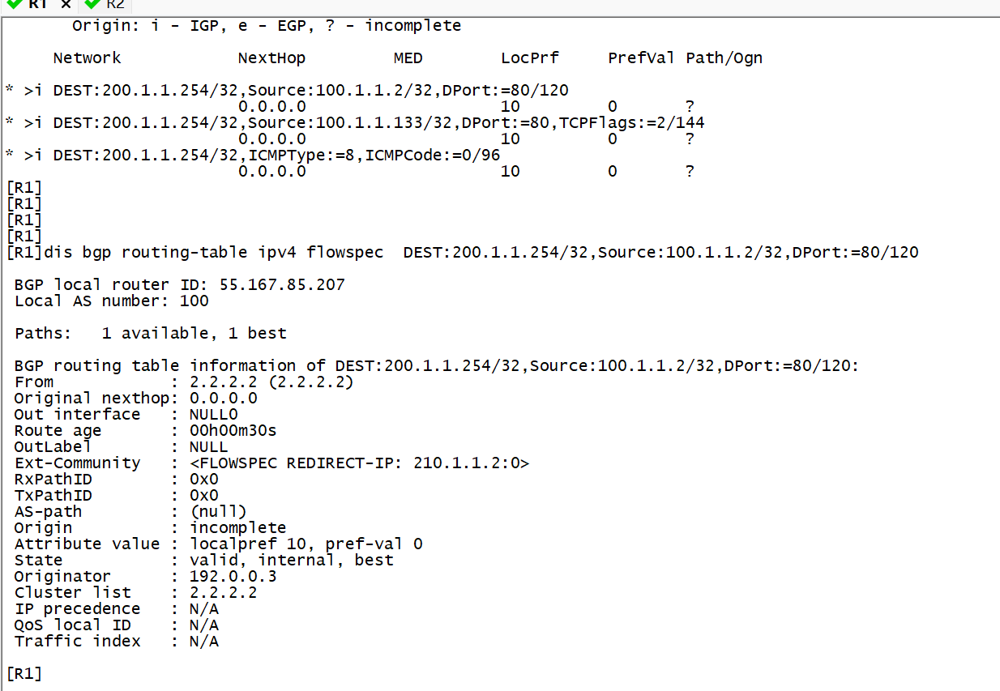 R1 x R2
Origin: i - IGP, e - EGP, ? - incomplete
Network NextHop MED LocPrf PrefVal Path/Ogn
* >i DEST:200.1.1.254/32,Source:100.1.1.2/32,DPort:=80/120
0.0.0.0 10 0 ?
* >i DEST:200.1.1.254/32,Source:100.1.1.133/32,DPort:=80,TCPFlags:=2/144
0.0.0.0 10 0 ?
* >i DEST:200.1.1.254/32,ICMPType:=8,ICMPCode:=0/96
0.0.0.0 10 0 ?
[R1]
[R1]
[R1]
[R1]
[R1]dis bgp routing-table ipv4 flowspec  DEST:200.1.1.254/32,Source:100.1.1.2/32,DPort:=80/120
BGP local router ID: 55.167.85.207
Local AS number: 100
Paths:   1 available, 1 best
BGP routing table information of DEST:200.1.1.254/32,Source:100.1.1.2/32,DPort:=80/120:
From            : 2.2.2.2 (2.2.2.2)
Original nexthop: 0.0.0.0
Out interface   : NULL0
Route age       : 00h00m30s
OutLabel        : NULL
Ext-Community   : <FLOWSPEC REDIRECT-IP: 210.1.1.2:0>
RxPathID        : 0x0
TxPathID        : 0x0
AS-path         : (null)
Origin          : incomplete
Attribute value : localpref 10, pref-val 0
State           : valid, internal, best
Originator      : 192.0.0.3
Cluster list    : 2.2.2.2
IP precedence   : N/A
QoS local ID    : N/A
Traffic index   : N/A
[R1]